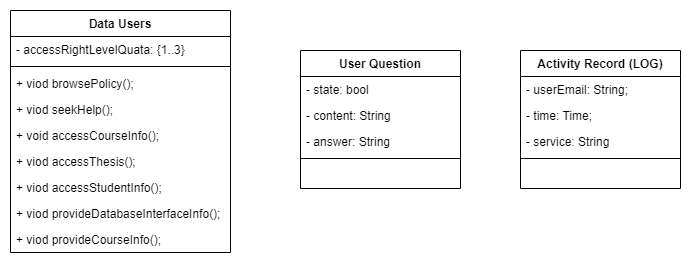 Data Users
- accessRightLevelQuata: {1..3}
+ viod browsePolicy();
+ viod seekHelp();
+ void accessCourseInfo();
+ viod accessThesis();
+ viod accessStudentInfo();
+ viod provideDatabaseInterfaceInfo();
+ viod provideCourseInfo();
User Question
- state: bool
- content: String
- answer: String
Activity Record (LOG)
- userEmail: String;
- time: Time;
- service: String